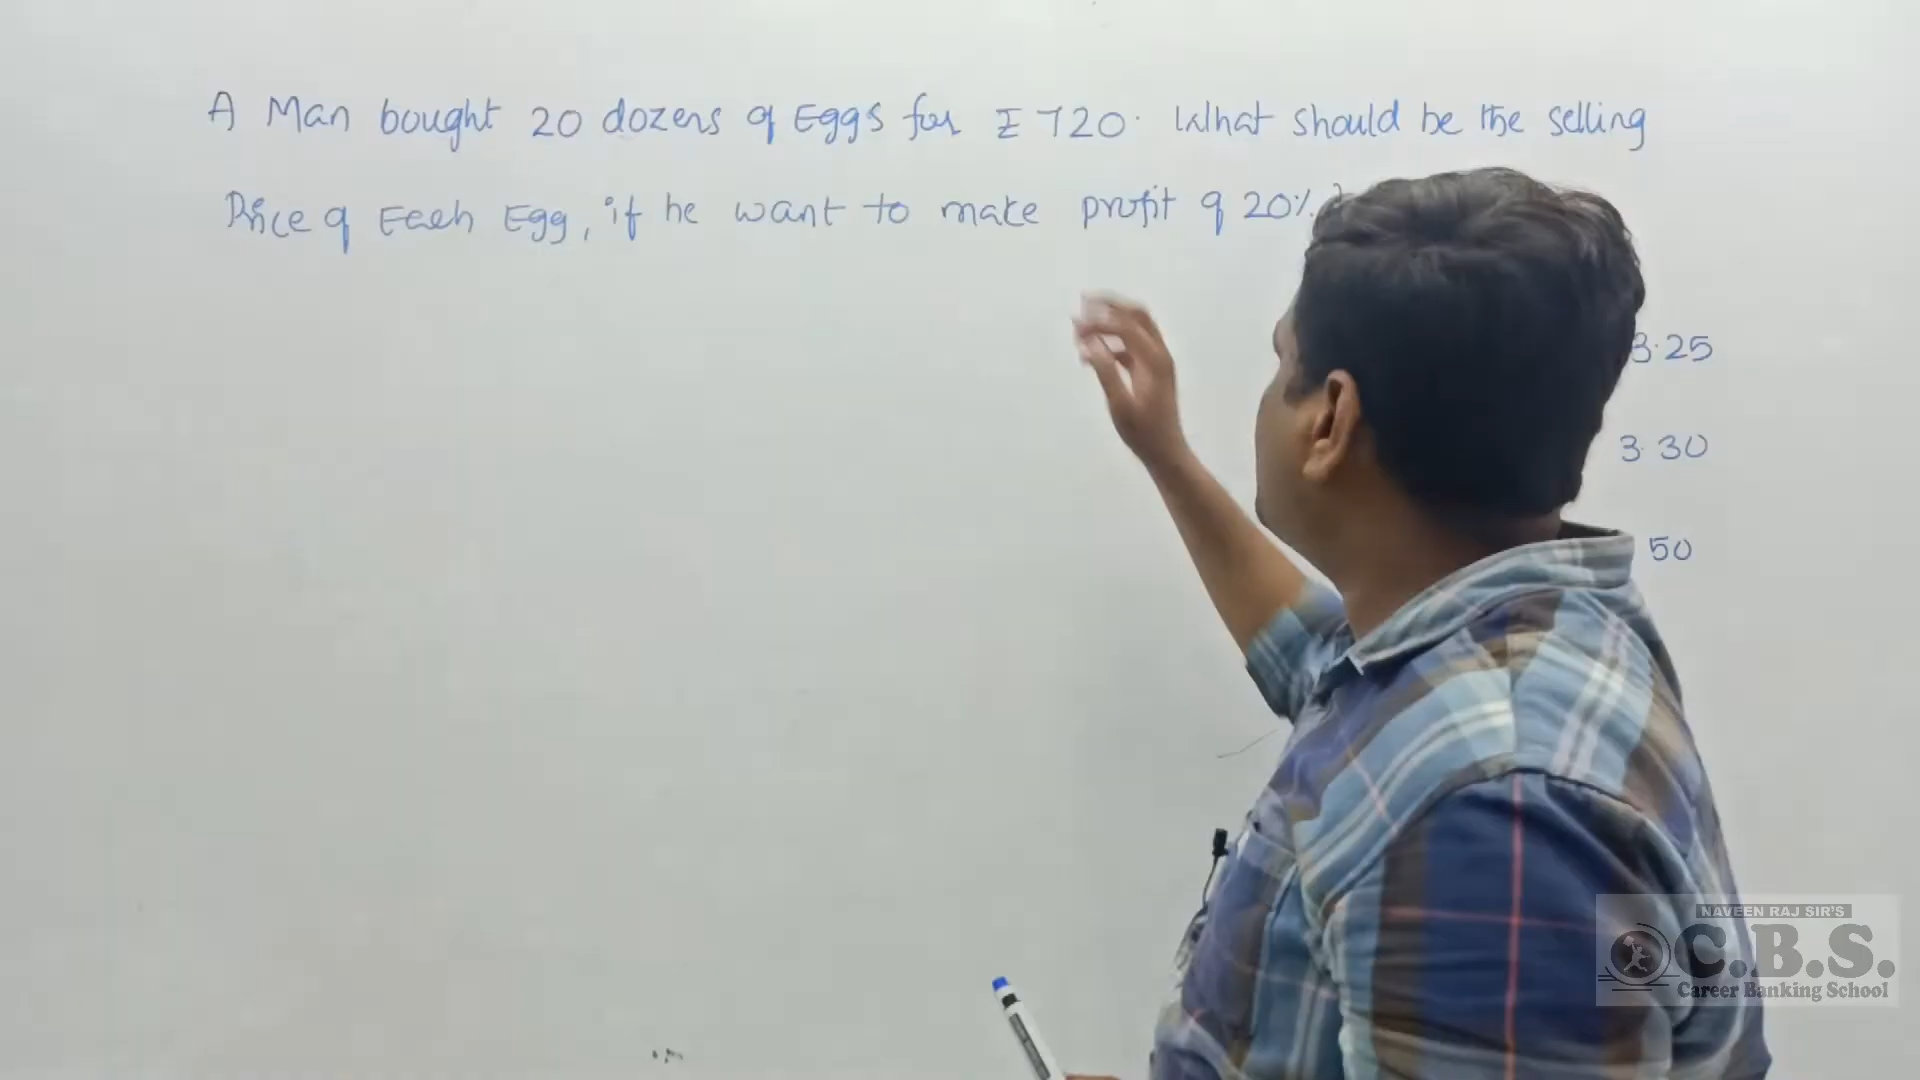 A Man bought 20 dozens of Eggs for ₹ 720. What should be the selling
Price of Each Egg, if he want to make profit of 20%?
3.25
3.30
50
NAVEEN RAJ SIR'S
C.B.S.
Career Banking School